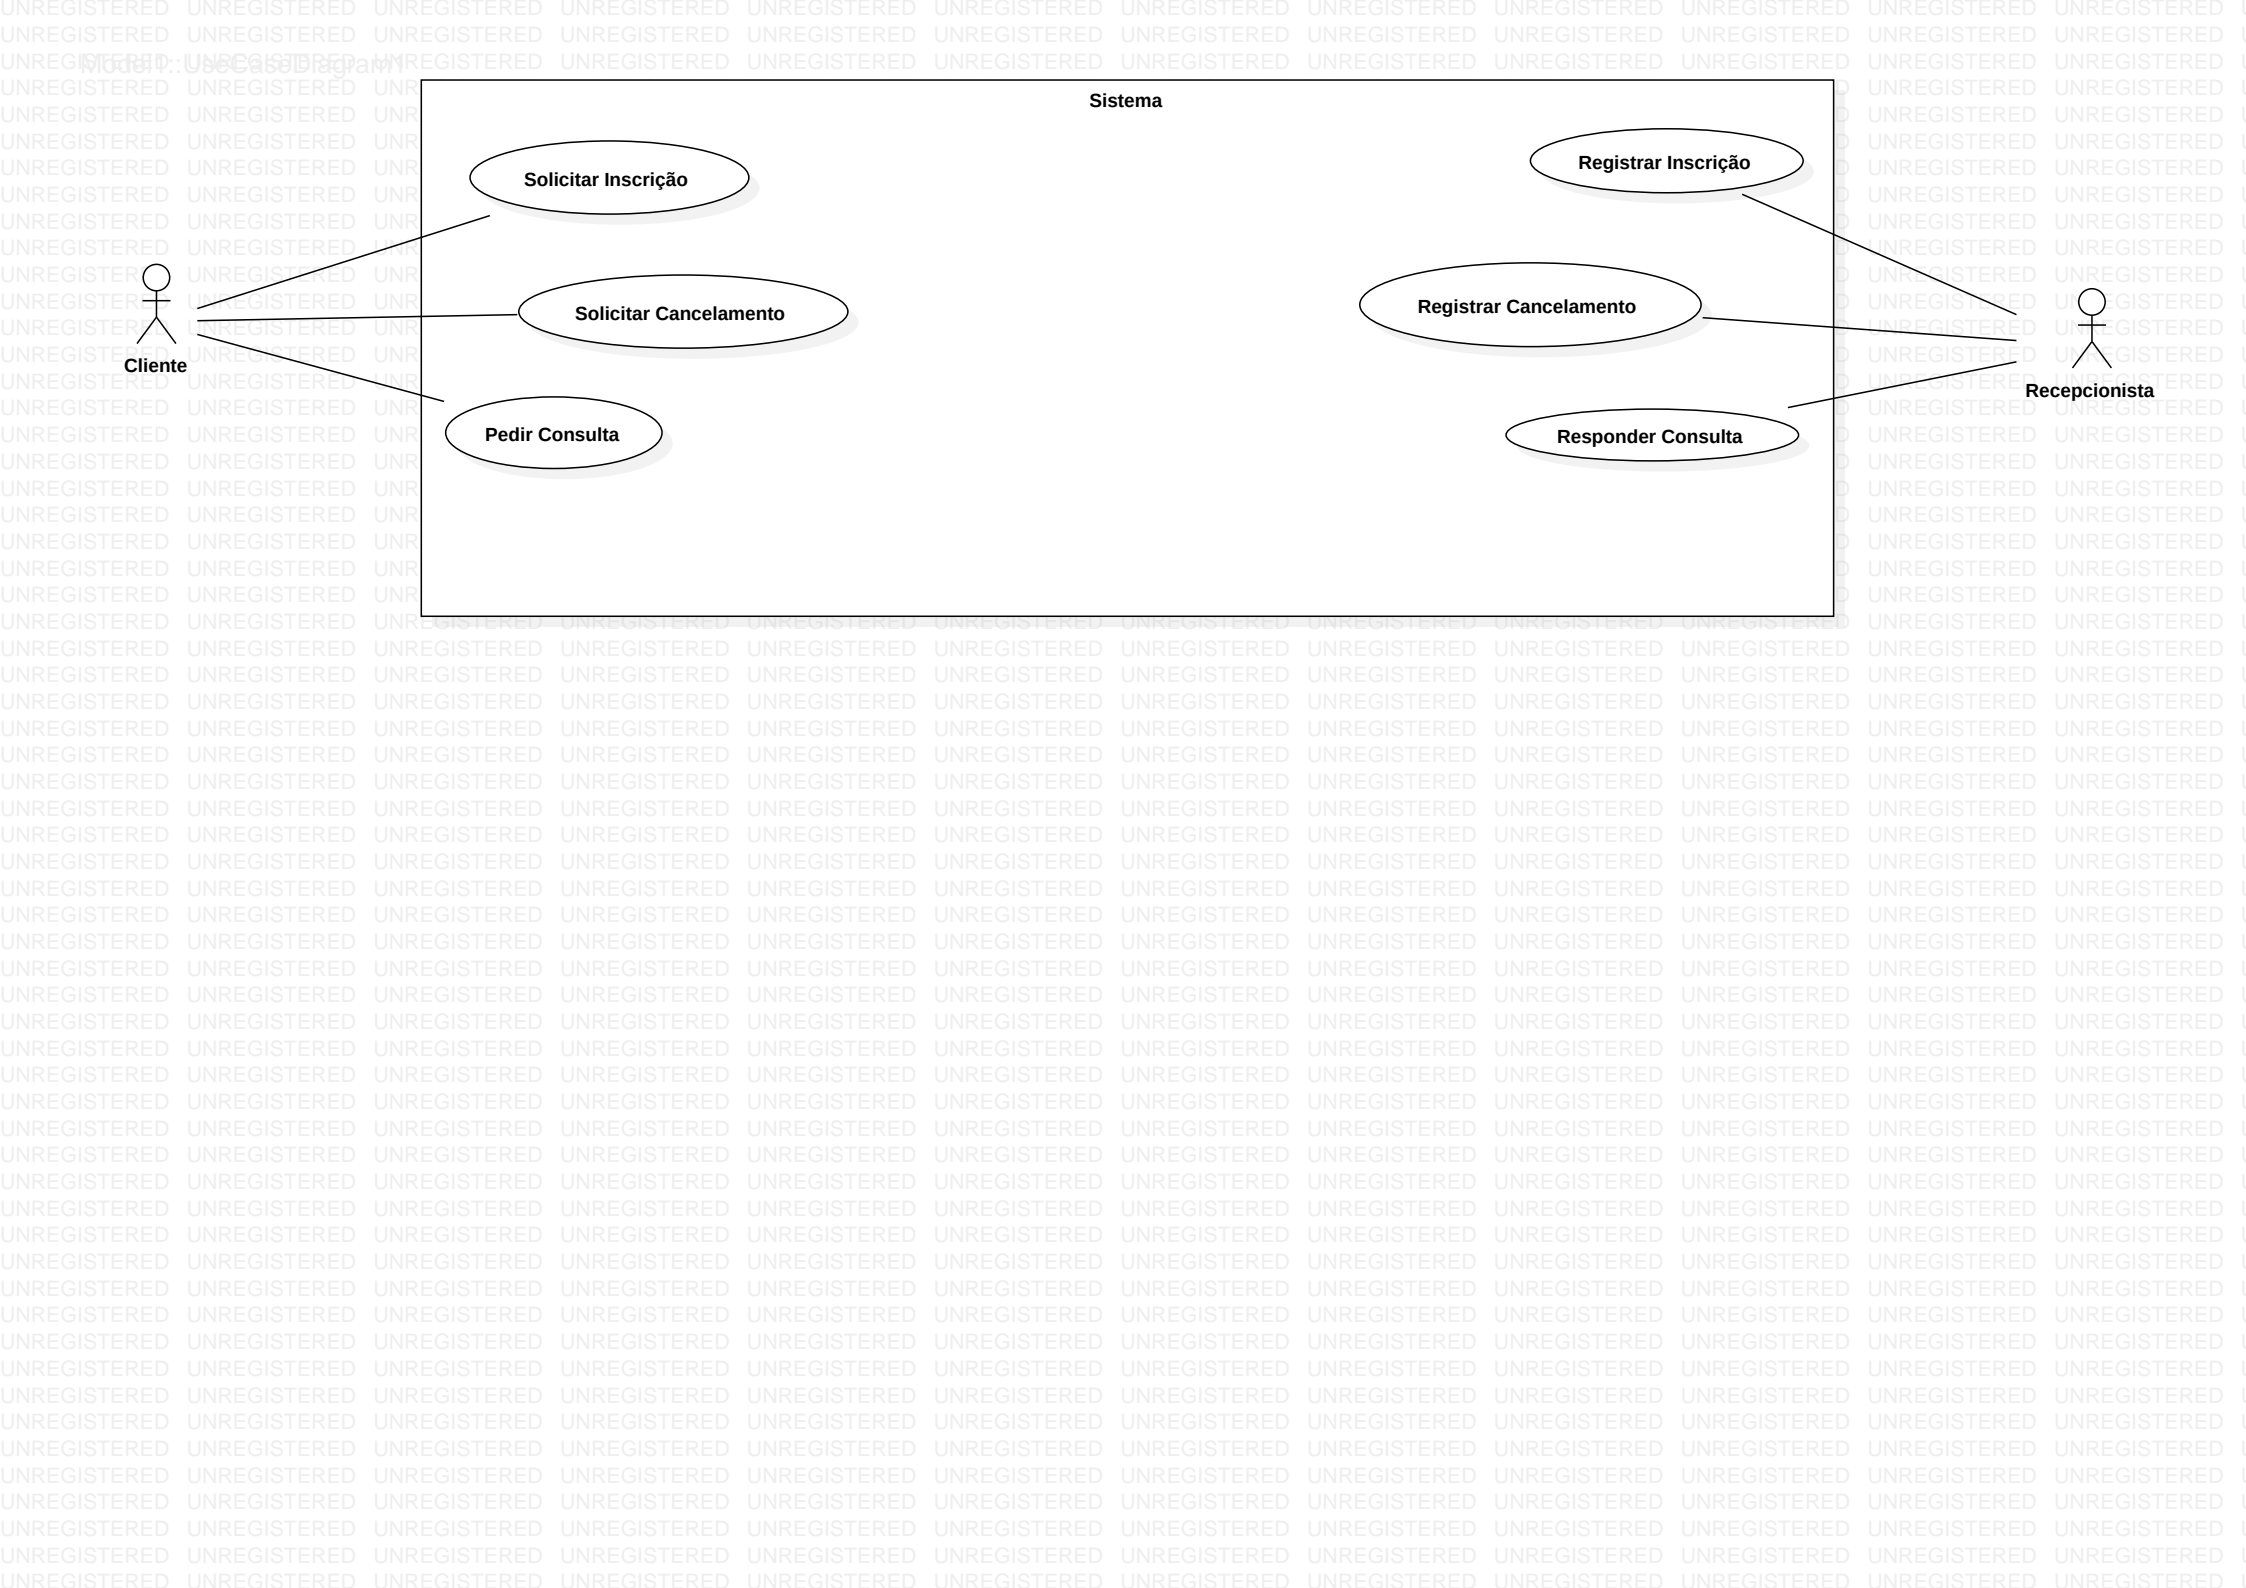 Model1::UseCaseDiagram1
Sistema
Solicitar Inscrição
Registrar Inscrição
Solicitar Cancelamento
Registrar Cancelamento
Cliente
Recepcionista
Pedir Consulta
Responder Consulta
UNREGISTERED